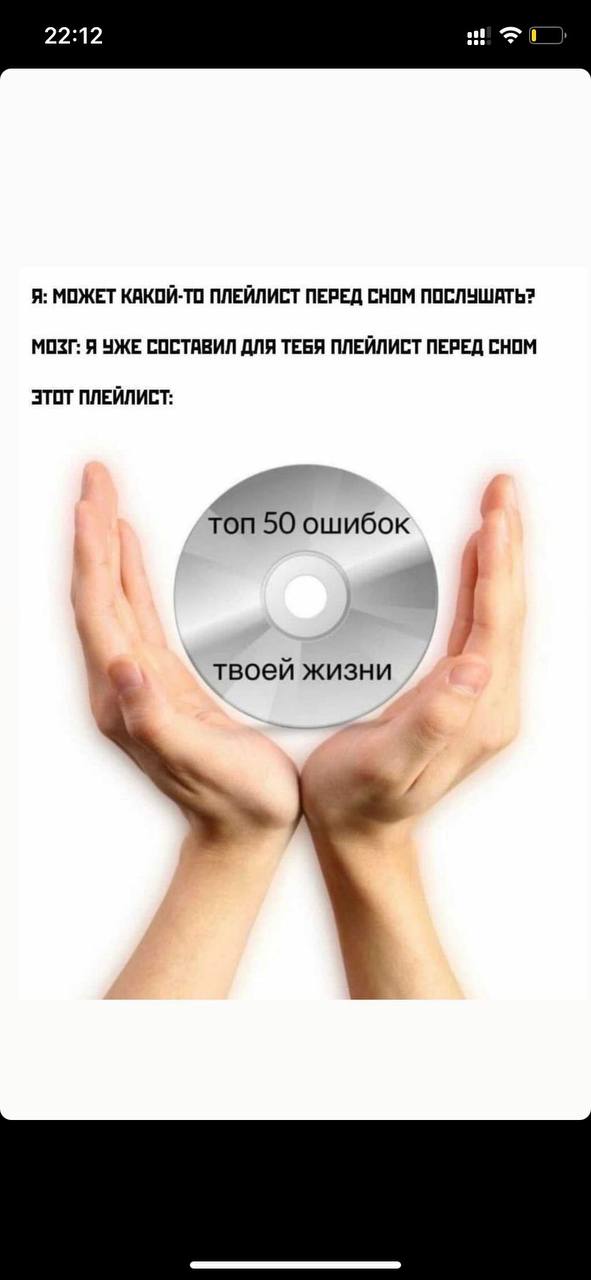 22:12
Я: МОЖЕТ КАКОЙ-ТО ПЛЕЙЛИСТ ПЕРЕД СНОМ ПОСЛУШАТЬ?
МОЗГ: Я УЖЕ СОСТАВИЛ ДЛЯ ТЕБЯ ПЛЕЙЛИСТ ПЕРЕД СНОМ
ЭТОТ ПЛЕЙЛИСТ:
топ 50 ошибок
твоей жизни